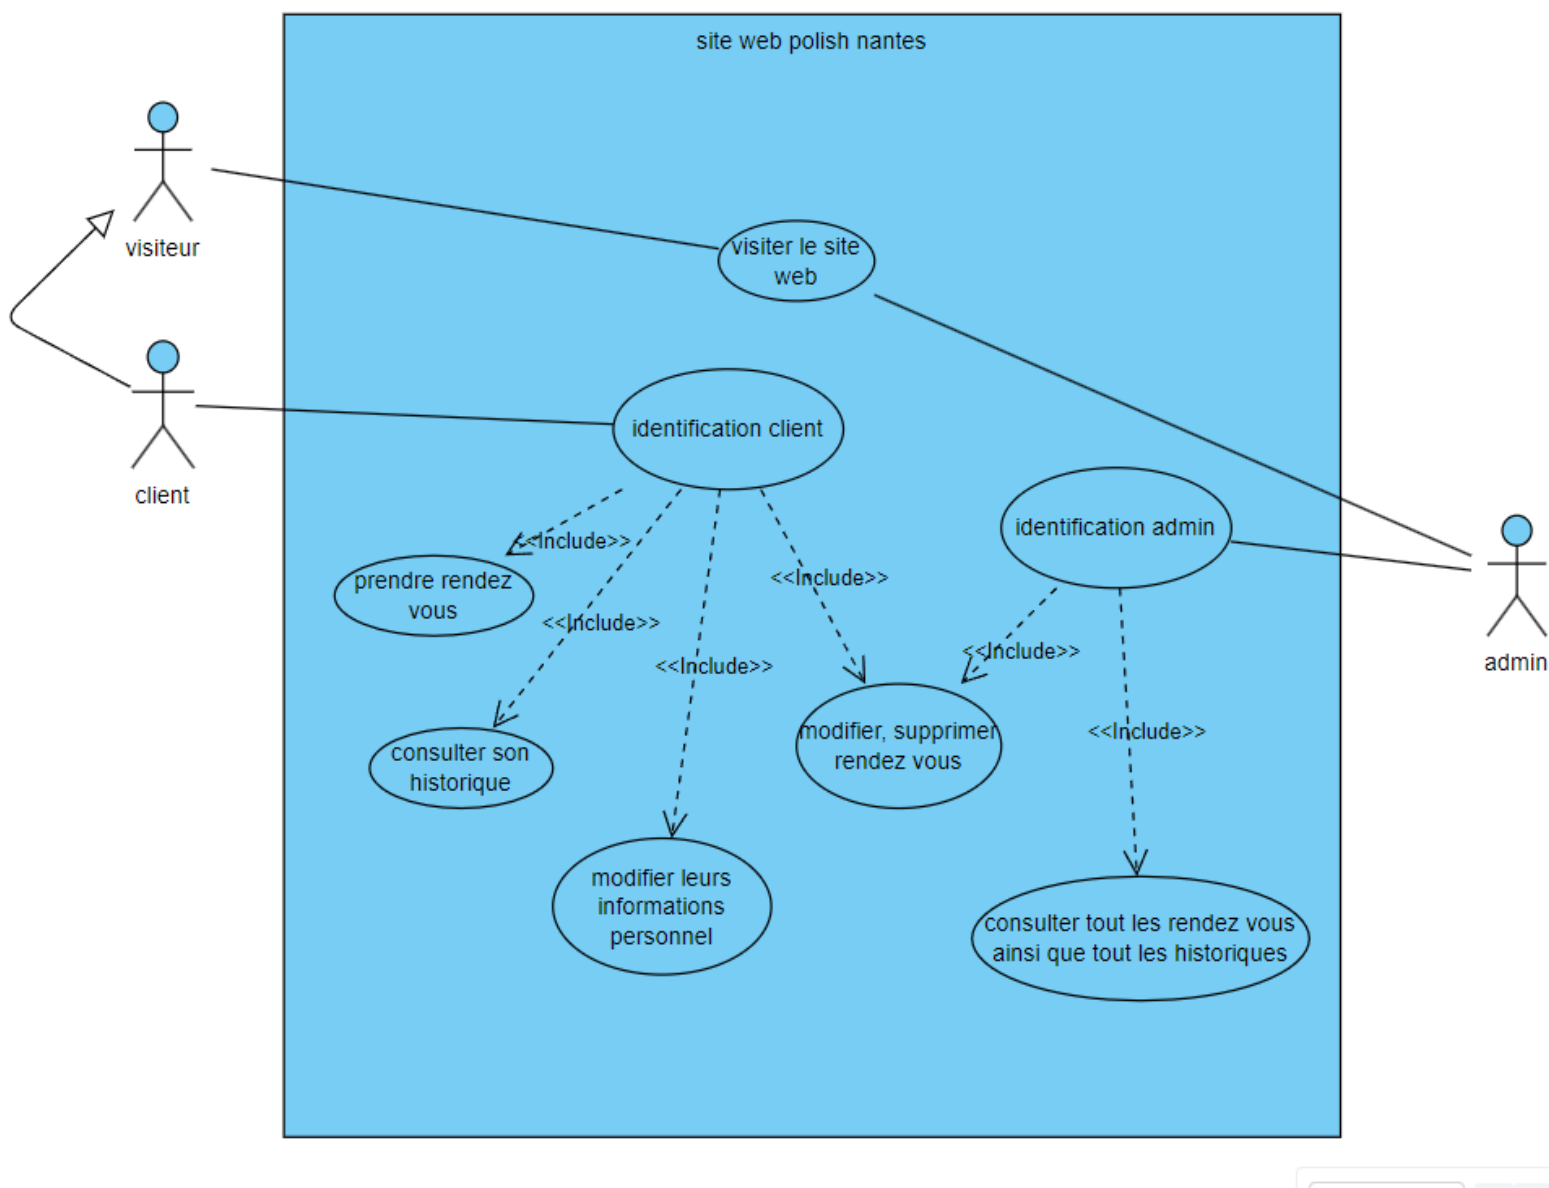 site web polish nantes
visiteur
visiter le site
web
client
identification client
identification admin
admin
<<Include>>
prendre rendez
vous
<<Include>>
<<Include>>
<<Include>>
<<Include>>
<<Include>>
modifier, supprimer
rendez vous
consulter son
historique
modifier leurs
informations
personnel
consulter tout les rendez vous
ainsi que tout les historiques